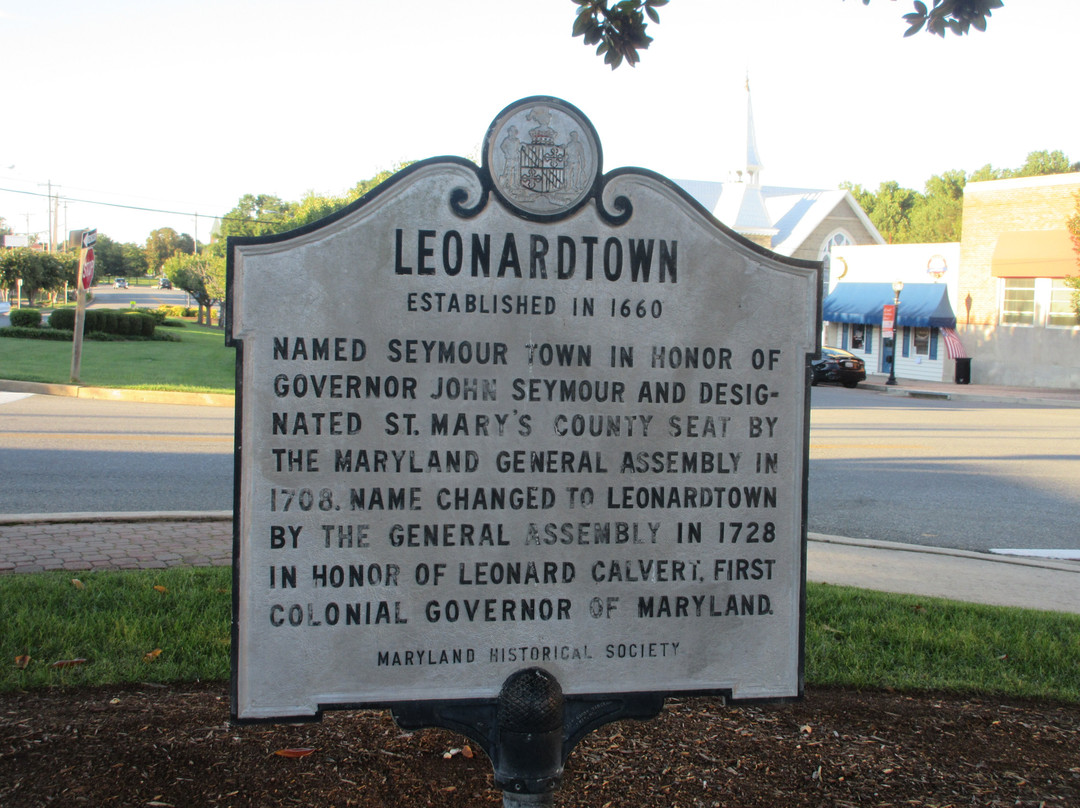 LEONARDTOWN
ESTABLISHED IN 1660
NAMED SEYMOUR TOWN IN HONOR OF
GOVERNOR JOHN SEYMOUR AND DESIG-
NATED ST. MARY'S COUNTY SEAT BY
THE MARYLAND GENERAL ASSEMBLY IN
1708. NAME CHANGED TO LEONARDTOWN
BY THE GENERAL ASSEMBLY IN 1728
IN HONOR OF LEONARD CALVERT, FIRST
COLONIAL GOVERNOR OF MARYLAND.
MARYLAND HISTORICAL SOCIETY